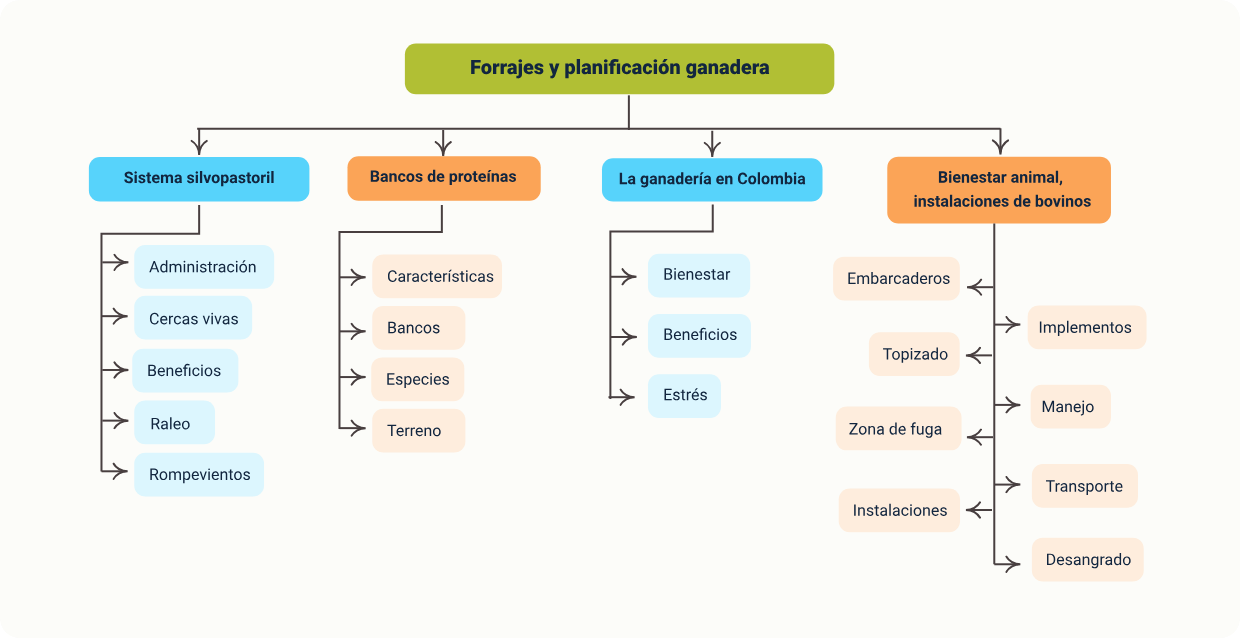 Forrajes y planificación ganadera
Sistema silvopastoril
Administración
Cercas vivas
Beneficios
Raleo
Rompevientos
Bancos de proteínas
Características
Bancos
Especies
Terreno
La ganadería en Colombia
Bienestar
Beneficios
Estrés
Bienestar animal,
instalaciones de bovinos
Embarcaderos
Implementos
Topizado
Manejo
Zona de fuga
Transporte
Instalaciones
Desangrado